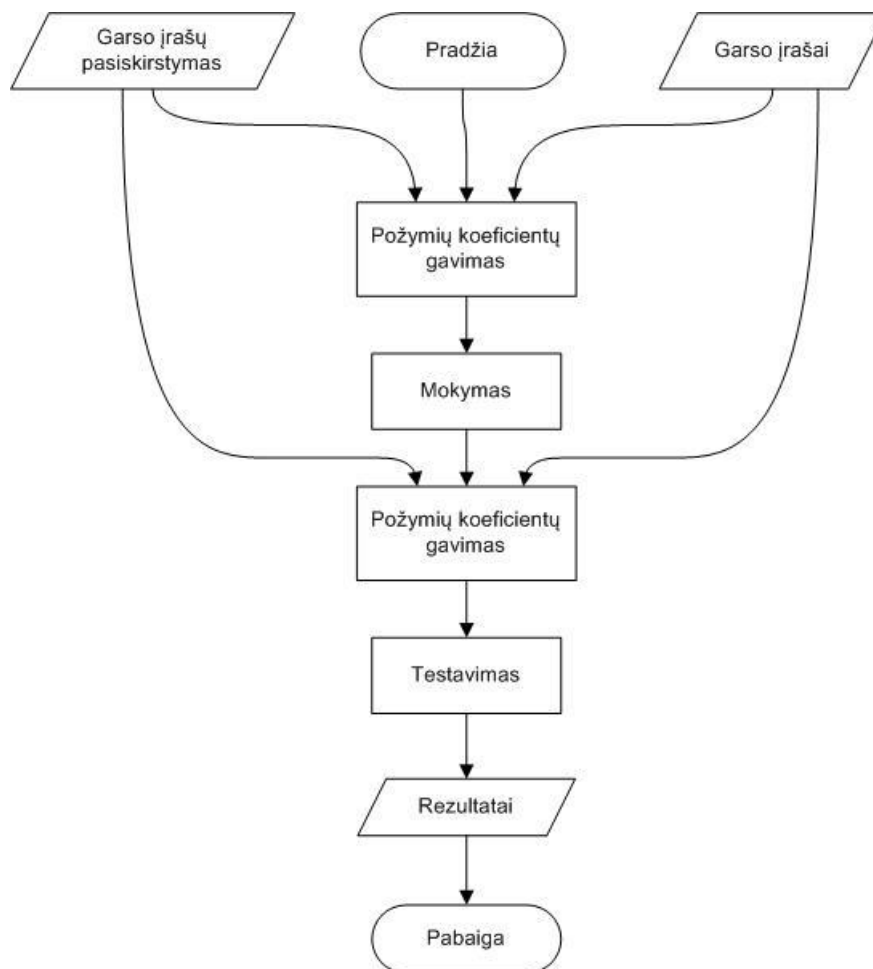 Garso įrašų
pasiskirstymas
Pradžia
Garso įrašai
Požymių koeficientų
gavimas
Mokymas
Požymių koeficientų
gavimas
Testavimas
Rezultatai
Pabaiga